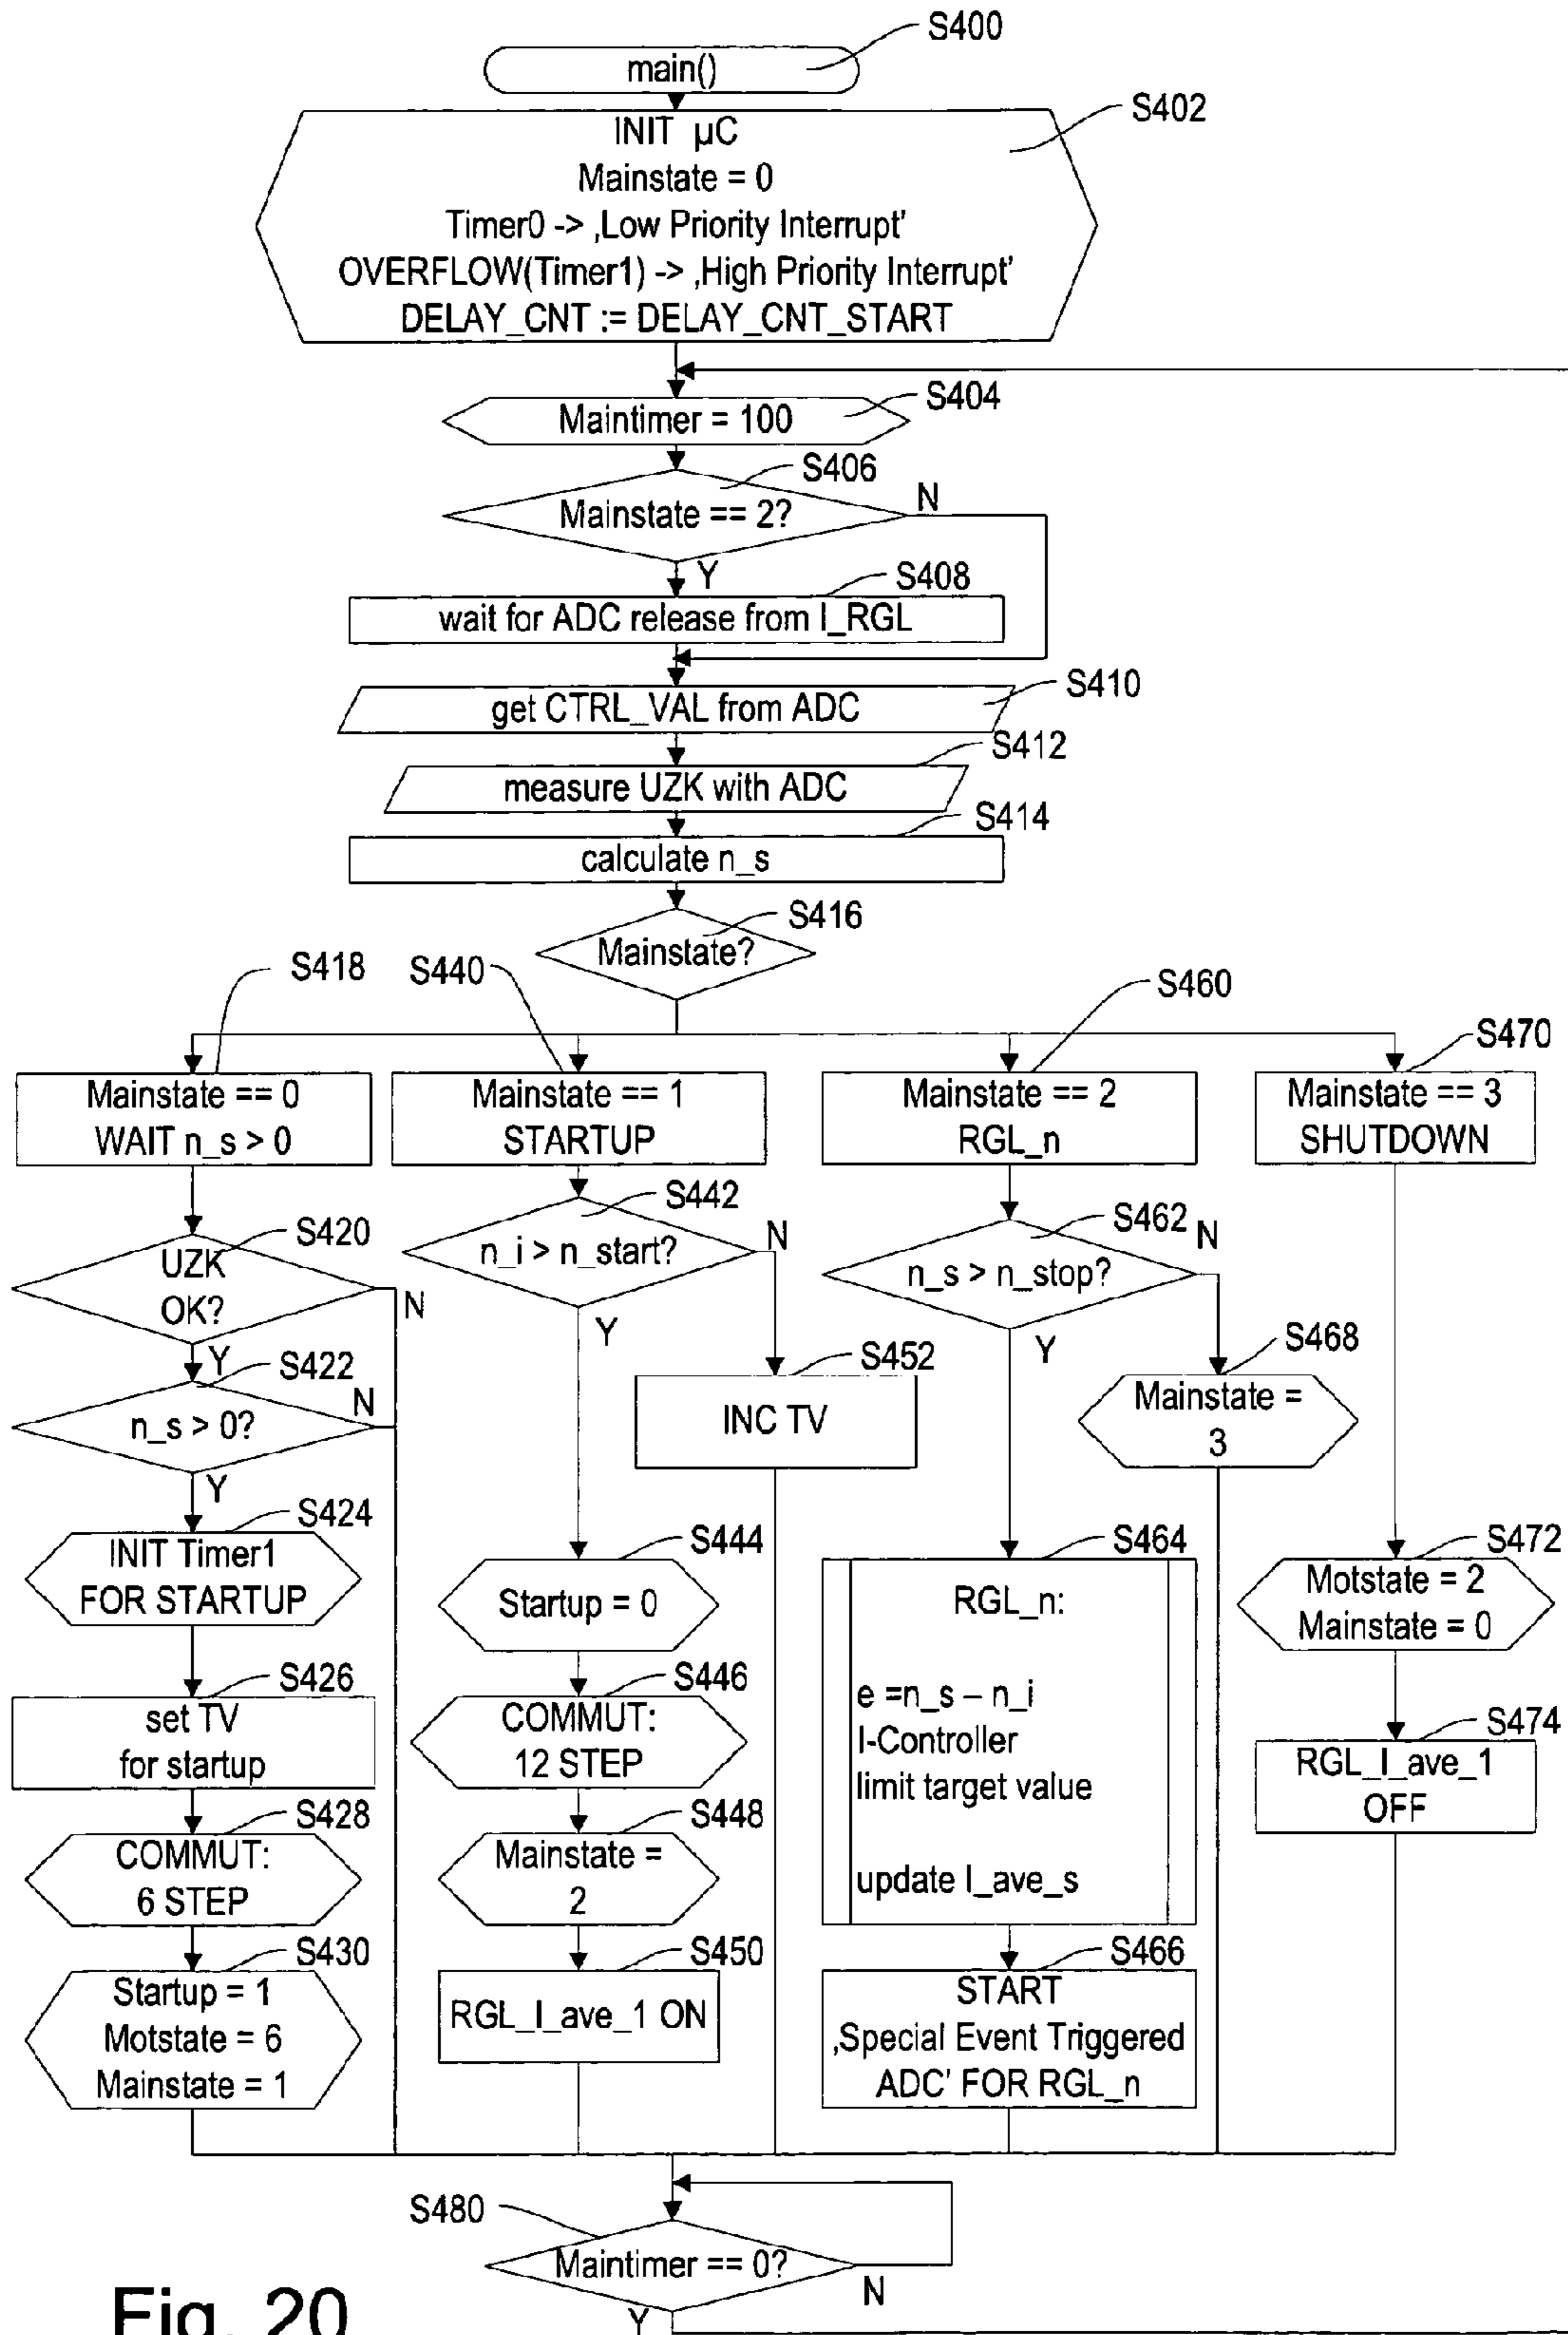 S400
main()
S402
INIT µC
Mainstate = 0
Timer0 -> ‚Low Priority Interrupt'
OVERFLOW(Timer1) -> ‚High Priority Interrupt'
DELAY_CNT := DELAY_CNT_START
S404
Maintimer = 100
S406
Mainstate == 2?
N
Y
S408
wait for ADC release from I_RGL
S410
get CTRL_VAL from ADC
S412
measure UZK with ADC
S414
calculate n_s
S416
Mainstate?
S418
S440
S460
S470
Mainstate == 0
WAIT n_s > 0
Mainstate == 1
STARTUP
Mainstate == 2
RGL_n
Mainstate == 3
SHUTDOWN
S420
UZK
OK?
N
Y
S422
n_s > 0?
N
Y
S424
INIT Timer1
FOR STARTUP
S426
set TV
for startup
S428
COMMUT:
6 STEP
S430
Startup = 1
Motstate = 6
Mainstate = 1
S442
n_i > n_start?
N
Y
S452
INC TV
S444
Startup = 0
S446
COMMUT:
12 STEP
S448
Mainstate =
2
S450
RGL_I_ave_1 ON
S462
n_s > n_stop?
N
Y
S468
Mainstate =
3
S464
RGL_n:
e =n_s – n_i
I-Controller
limit target value
update I_ave_s
S466
START
‚Special Event Triggered
ADC' FOR RGL_n
S472
Motstate = 2
Mainstate = 0
S474
RGL_I_ave_1
OFF
S480
Maintimer == 0?
N
Y
Fig. 20